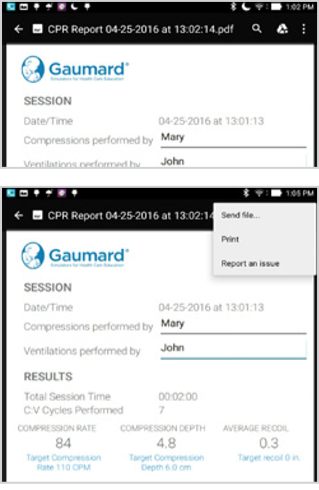 1:02 PM
CPR Report 04-25-2016 at 13:02:14.pdf
Gaumard®
Simulators for Health Care Education
SESSION
Date/Time 04-25-2016 at 13:01:13
Compressions performed by Mary
Ventilations performed by John
1:05 PM
CPR Report 04-25-2016 at 13:02:14
Send file...
Print
Report an issue
Gaumard®
Simulators for Health Care Education
SESSION
Date/Time 04-25-2016 at 13:01:13
Compressions performed by Mary
Ventilations performed by John
RESULTS
Total Session Time 00:02:00
C.V Cycles Performed 7
COMPRESSION RATE COMPRESSION DEPTH AVERAGE RECOIL
84 4.8 0.3
Target Compression Target Compression Target recoil 0 in.
Rate 110 CPM Depth 6.0 cm